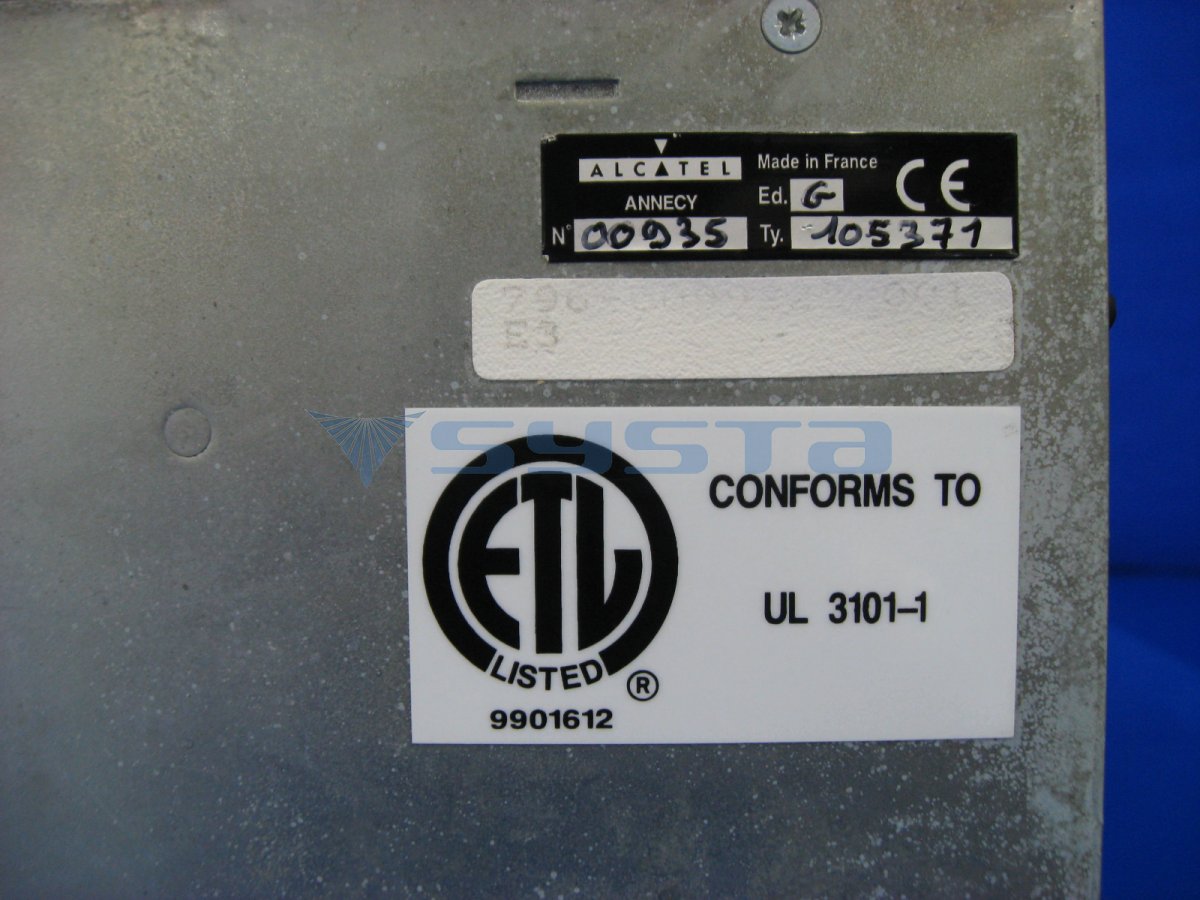 ALCATEL Made in France CE
ANNECY Ed. G
N° 00935 Ty. 105371
E3
systa
ETL CONFORMS TO
UL 3101-1
LISTED ®
9901612